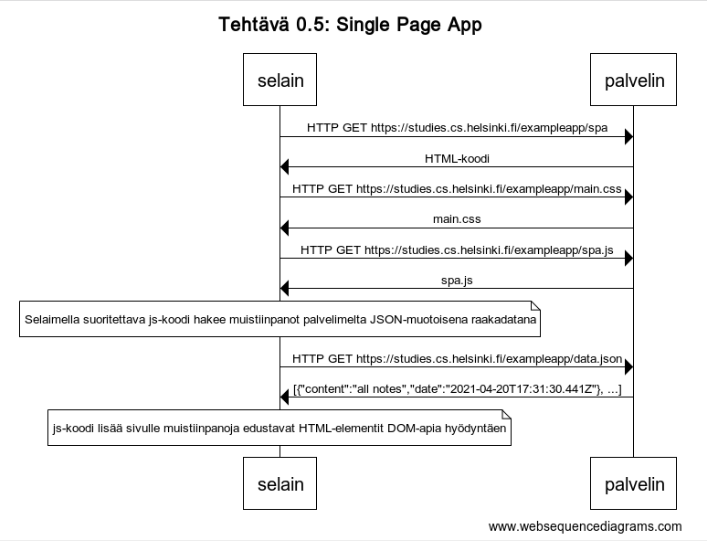 Tehtävä 0.5: Single Page App
selain
palvelin
HTTP GET https://studies.cs.helsinki.fi/exampleapp/spa
HTML-koodi
HTTP GET https://studies.cs.helsinki.fi/exampleapp/main.css
main.css
HTTP GET https://studies.cs.helsinki.fi/exampleapp/spa.js
spa.js
Selaimella suoritettava js-koodi hakee muistiinpanot palvelimelta JSON-muotoisena raakadatana
HTTP GET https://studies.cs.helsinki.fi/exampleapp/data.json
[{"content":"all notes","date":"2021-04-20T17:31:30.441Z"}, ...]
js-koodi lisää sivulle muistiinpanoja edustavat HTML-elementit DOM-apia hyödyntäen
selain
palvelin
www.websequencediagrams.com